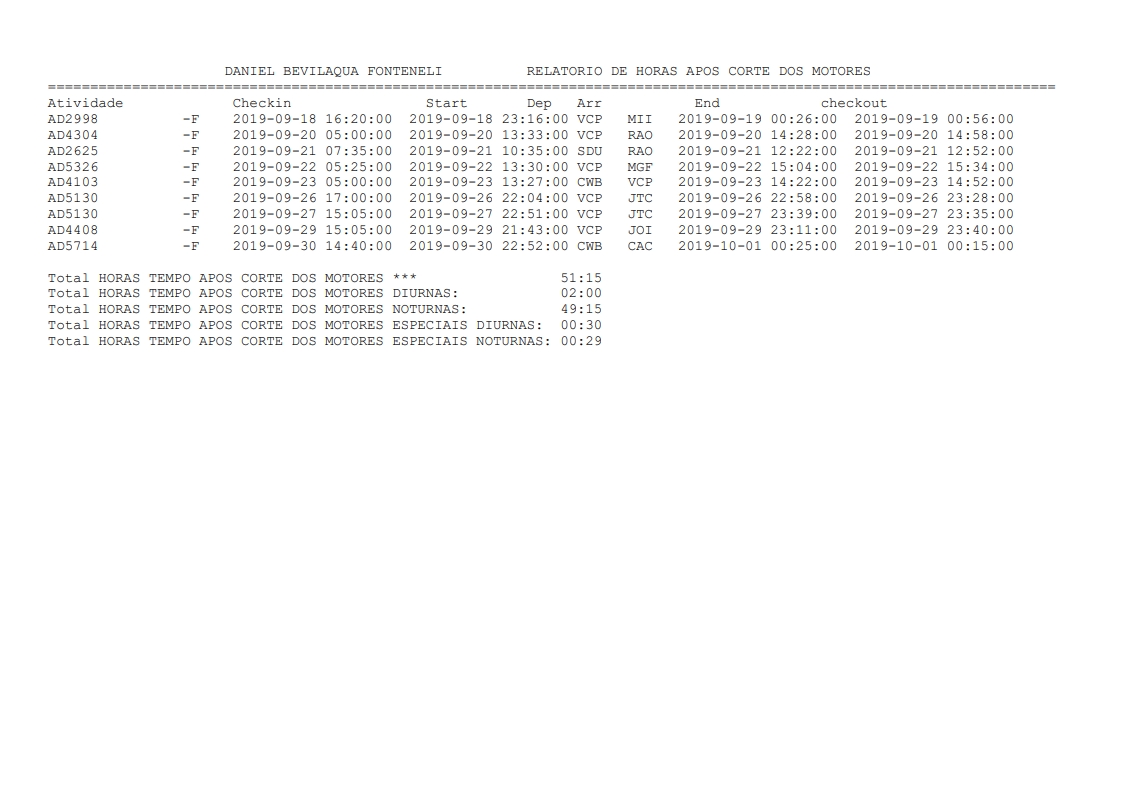 DANIEL BEVILAQUA FONTENELI          RELATORIO DE HORAS APOS CORTE DOS MOTORES
========================================================================================================================
Atividade             Checkin                Start       Dep   Arr           End            checkout
AD2998          -F    2019-09-18 16:20:00  2019-09-18 23:16:00 VCP   MII   2019-09-19 00:26:00  2019-09-19 00:56:00
AD4304          -F    2019-09-20 05:00:00  2019-09-20 13:33:00 VCP   RAO   2019-09-20 14:28:00  2019-09-20 14:58:00
AD2625          -F    2019-09-21 07:35:00  2019-09-21 10:35:00 SDU   RAO   2019-09-21 12:22:00  2019-09-21 12:52:00
AD5326          -F    2019-09-22 05:25:00  2019-09-22 13:30:00 VCP   MGF   2019-09-22 15:04:00  2019-09-22 15:34:00
AD4103          -F    2019-09-23 05:00:00  2019-09-23 13:27:00 CWB   VCP   2019-09-23 14:22:00  2019-09-23 14:52:00
AD5130          -F    2019-09-26 17:00:00  2019-09-26 22:04:00 VCP   JTC   2019-09-26 22:58:00  2019-09-26 23:28:00
AD5130          -F    2019-09-27 15:05:00  2019-09-27 22:51:00 VCP   JTC   2019-09-27 23:39:00  2019-09-27 23:35:00
AD4408          -F    2019-09-29 15:05:00  2019-09-29 21:43:00 VCP   JOI   2019-09-29 23:11:00  2019-09-29 23:40:00
AD5714          -F    2019-09-30 14:40:00  2019-09-30 22:52:00 CWB   CAC   2019-10-01 00:25:00  2019-10-01 00:15:00
Total HORAS TEMPO APOS CORTE DOS MOTORES ***                 51:15
Total HORAS TEMPO APOS CORTE DOS MOTORES DIURNAS:            02:00
Total HORAS TEMPO APOS CORTE DOS MOTORES NOTURNAS:           49:15
Total HORAS TEMPO APOS CORTE DOS MOTORES ESPECIAIS DIURNAS:  00:30
Total HORAS TEMPO APOS CORTE DOS MOTORES ESPECIAIS NOTURNAS: 00:29